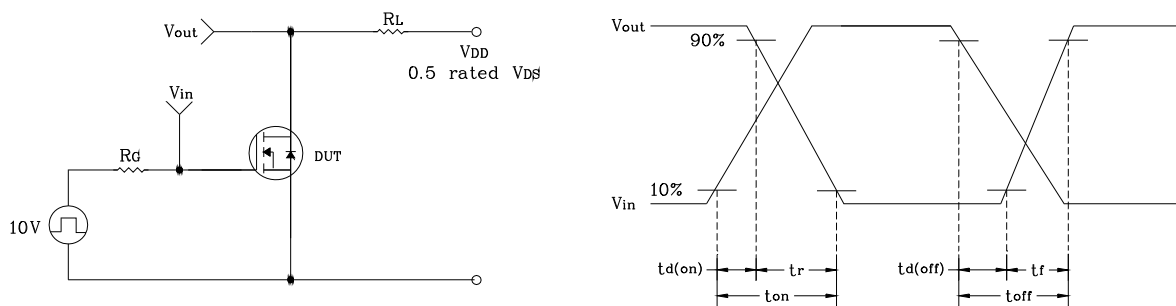 Vout
RL
VDD
0.5 rated VDS
Vin
RG
DUT
10V
Vout
90%
10%
Vin
td(on)
tr
td(off)
tf
ton
toff